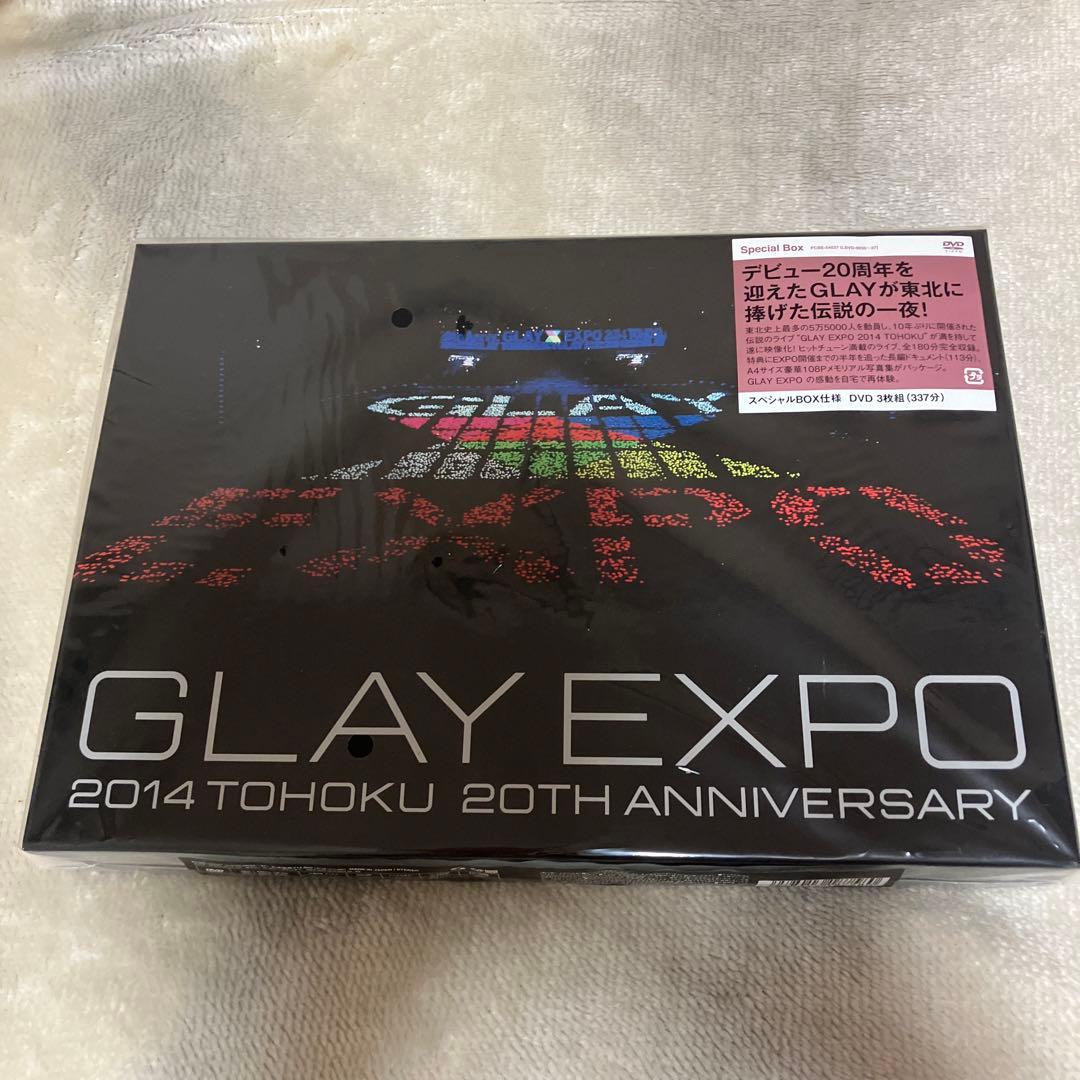 Special Box
DVD
VIDEO
デビュー20周年を
迎えたGLAYが東北に
捧げた伝説の一夜!
東北史上最多の5万5000人を動員し、10年ぶりに開催された
伝説のライブ"GLAY EXPO 2014 TOHOKU"が満を持して
遂に映像化!ヒットチューン満載のライブ、全180分完全収録。
特典にEXPO開催までの半年を追った長編ドキュメント(113分)、
A4サイズ豪華108Pメモリアル写真集がパッケージ。
GLAY EXPO の感動を自宅で再体験。
スペシャルBOX仕様 DVD 3枚組(337分)
GLAY EXPO 2014
GLAY
EXPO
GLAY EXPO
2014 TOHOKU 20TH ANNIVERSARY